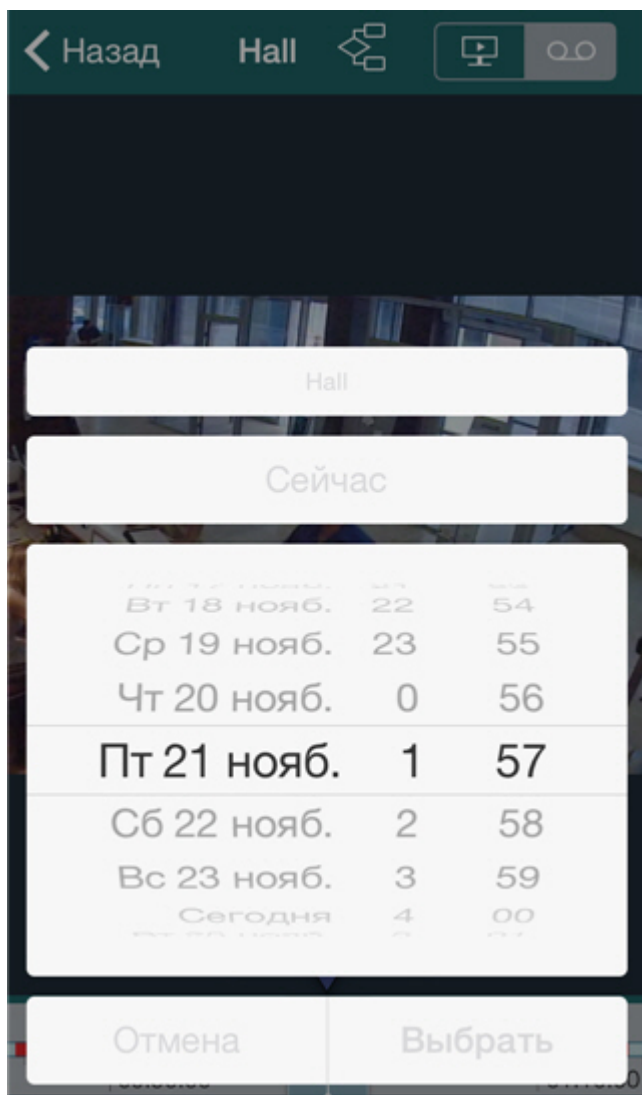 Назад Hall
Hall
Сейчас
Вт 18 нояб. 22 54
Ср 19 нояб. 23 55
Чт 20 нояб. 0 56
Пт 21 нояб. 1 57
Сб 22 нояб. 2 58
Вс 23 нояб. 3 59
Сегодня 4 00
Отмена Выбрать